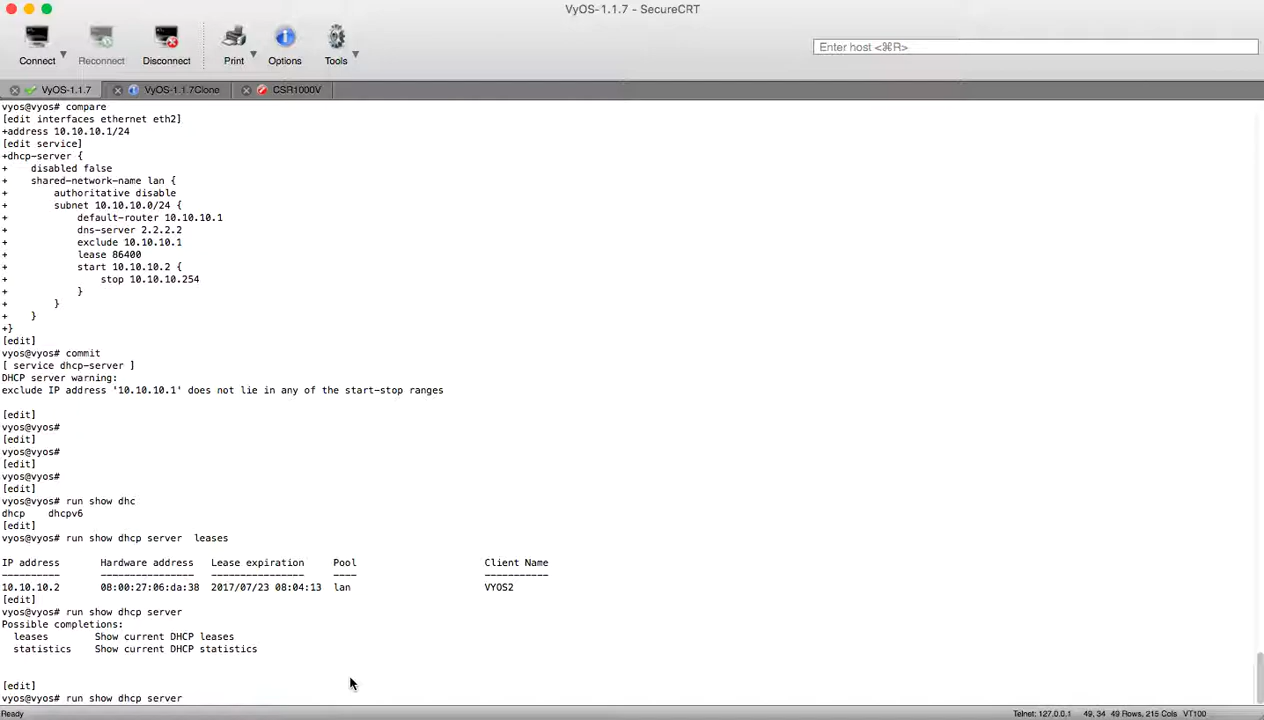 VyOS-1.1.7 - SecureCRT
Connect Reconnect Disconnect Print Options Tools Enter host <⌘R>
VyOS-1.1.7 VyOS-1.1.7Clone CSR1000V
vyos@vyos# compare
[edit interfaces ethernet eth2]
+address 10.10.10.1/24
[edit service]
+dhcp-server {
+    disabled false
+    shared-network-name lan {
+        authoritative disable
+        subnet 10.10.10.0/24 {
+            default-router 10.10.10.1
+            dns-server 2.2.2.2
+            exclude 10.10.10.1
+            lease 86400
+            start 10.10.10.2 {
+                stop 10.10.10.254
+            }
+        }
+    }
+}
[edit]
vyos@vyos# commit
[ service dhcp-server ]
DHCP server warning:
exclude IP address '10.10.10.1' does not lie in any of the start-stop ranges
[edit]
vyos@vyos#
[edit]
vyos@vyos#
[edit]
vyos@vyos#
[edit]
vyos@vyos# run show dhc
dhcp    dhcpv6
[edit]
vyos@vyos# run show dhcp server  leases
IP address       Hardware address   Lease expiration     Pool                      Client Name
----------       ----------------   ----------------     ----                      -----------
10.10.10.2       08:00:27:06:da:38  2017/07/23 08:04:13  lan                       VYOS2
[edit]
vyos@vyos# run show dhcp server
Possible completions:
  leases        Show current DHCP leases
  statistics    Show current DHCP statistics
[edit]
vyos@vyos# run show dhcp server
Ready Telnet: 127.0.0.1 49, 34 49 Rows, 215 Cols VT100